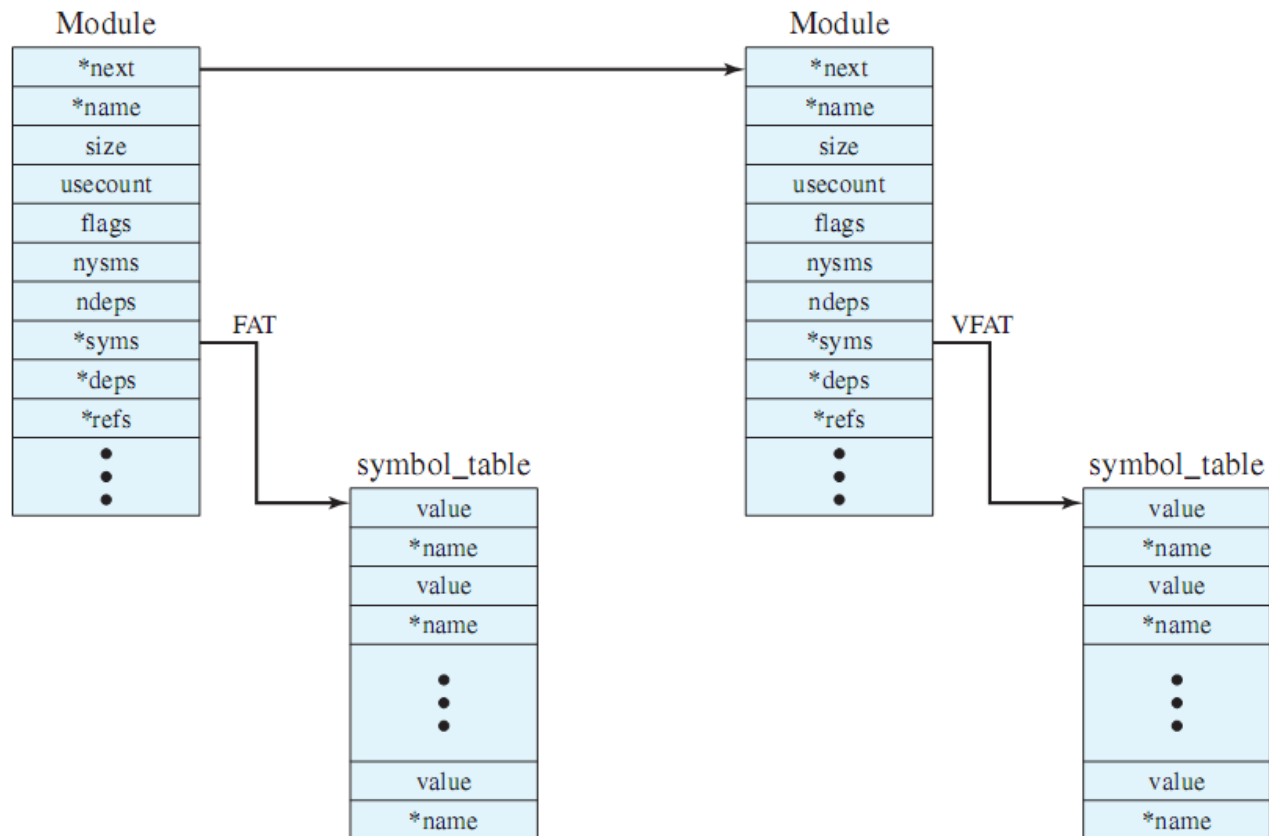 Module
*next
*name
size
usecount
flags
nysms
ndeps
*syms
*deps
*refs
FAT
symbol_table
value
*name
value
*name
value
*name
Module
*next
*name
size
usecount
flags
nysms
ndeps
*syms
*deps
*refs
VFAT
symbol_table
value
*name
value
*name
value
*name